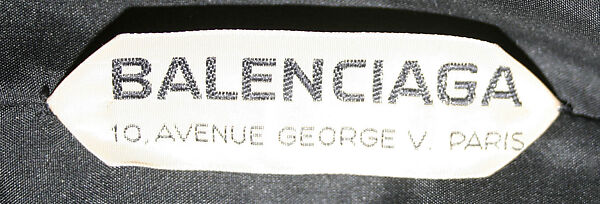 BALENCIAGA
10, AVENUE GEORGE V. PARIS